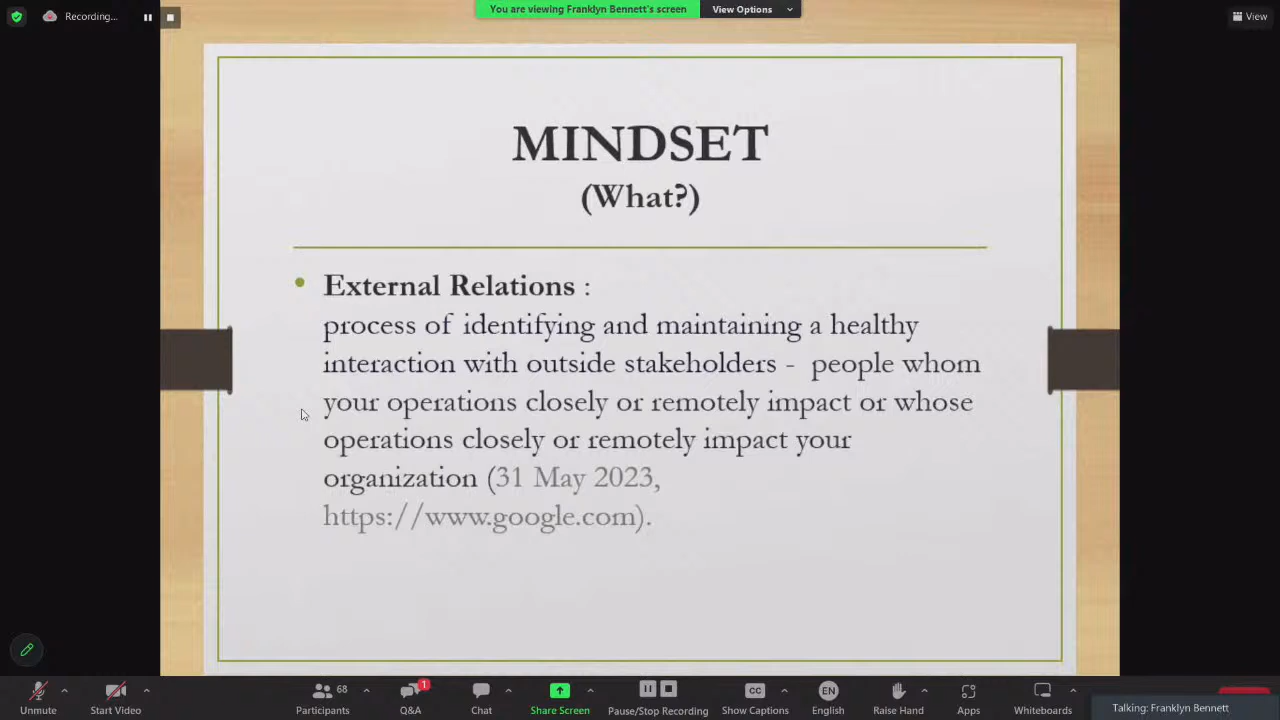 Recording...
You are viewing Franklyn Bennett's screen
View Options
View
MINDSET
(What?)
External Relations :
process of identifying and maintaining a healthy
interaction with outside stakeholders - people whom
your operations closely or remotely impact or whose
operations closely or remotely impact your
organization (31 May 2023,
https://www.google.com).
Unmute
Start Video
68
Participants
1
Q&A
Chat
Share Screen
Pause/Stop Recording
CC
Show Captions
EN
English
Raise Hand
Apps
Whiteboards
Talking: Franklyn Bennett